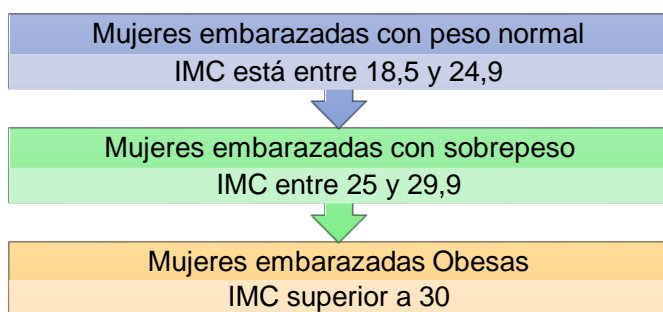 Mujeres embarazadas con peso normal
IMC está entre 18,5 y 24,9
Mujeres embarazadas con sobrepeso
IMC entre 25 y 29,9
Mujeres embarazadas Obesas
IMC superior a 30